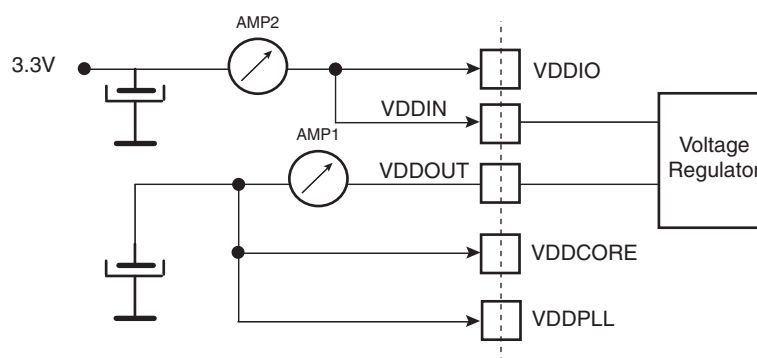 AMP2
3.3V
VDDIO
VDDIN
AMP1
Voltage
Regulator
VDDOUT
VDDCORE
VDDPLL